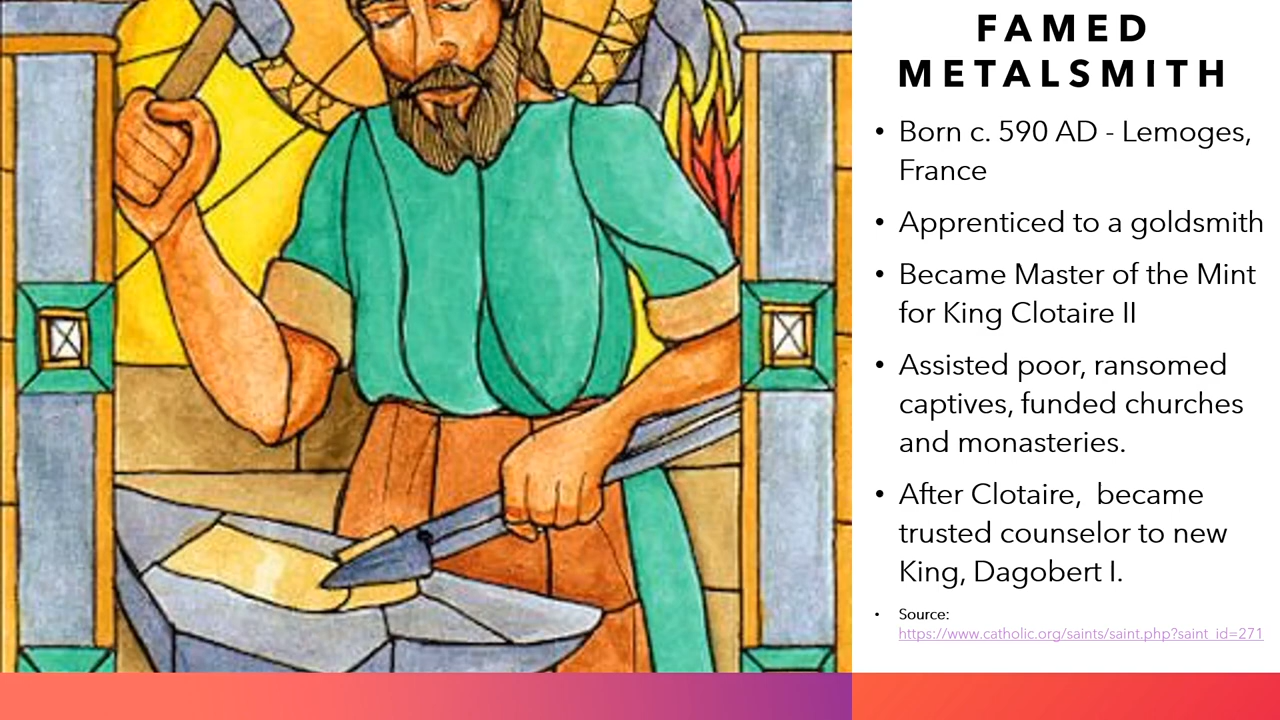 FAMED
METALSMITH
• Born c. 590 AD - Lemoges,
France
• Apprenticed to a goldsmith
• Became Master of the Mint
for King Clotaire II
• Assisted poor, ransomed
captives, funded churches
and monasteries.
• After Clotaire,  became
trusted counselor to new
King, Dagobert I.
• Source:
https://www.catholic.org/saints/saint.php?saint_id=271